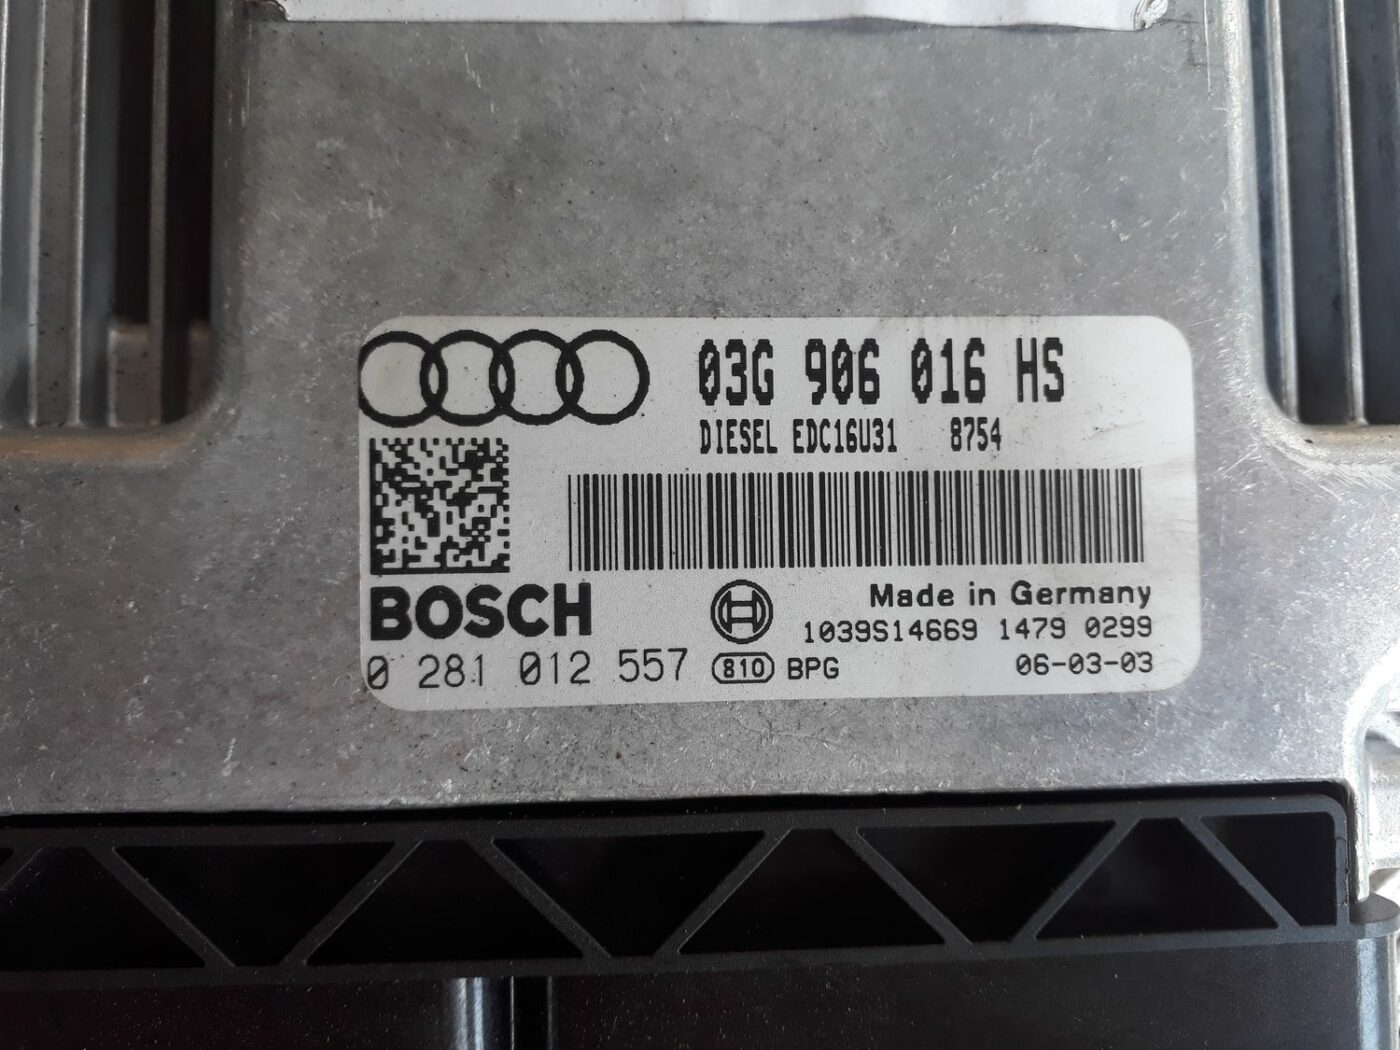 03G 906 016 HS
DIESEL EDC16U31 8754
BOSCH
Made in Germany
1039S14669 1479 0299
0 281 012 557
810 BPG
06-03-03